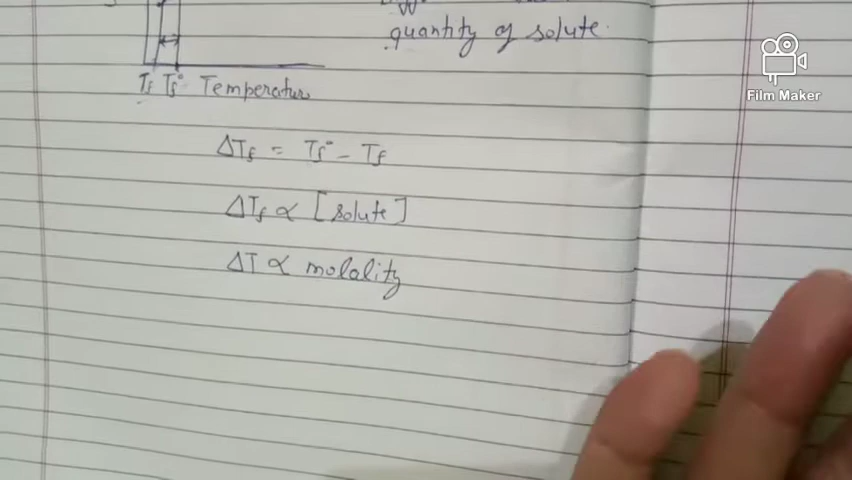 quantity of solute.
Tf Tf° Temperature
ΔTf = Tf° - Tf
ΔTf ∝ [solute]
ΔT ∝ molality
Film Maker